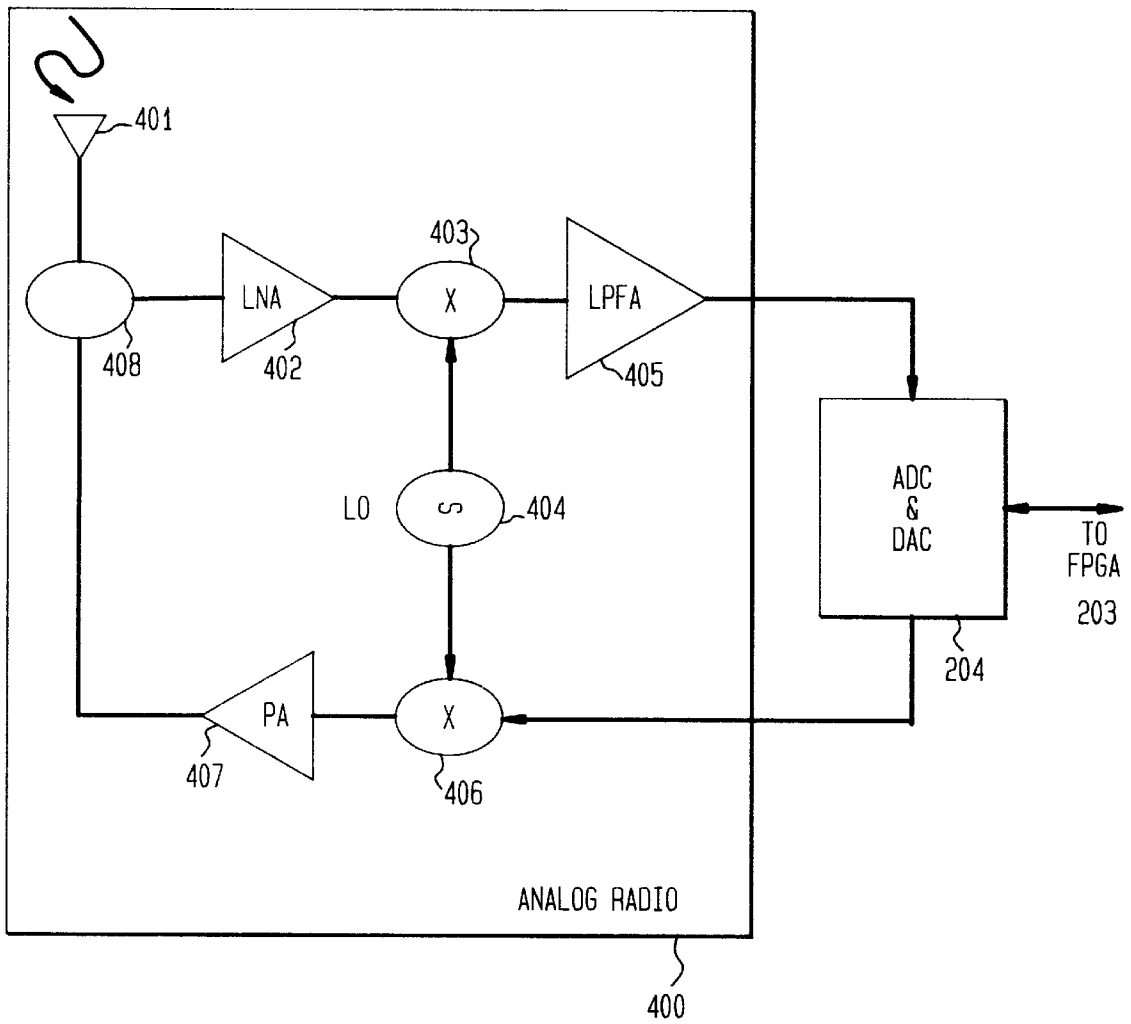 401
403
LNA
X
LPFA
408
402
405
ADC
&
DAC
LO
S
404
TO
FPGA
203
204
PA
X
407
406
ANALOG RADIO
400